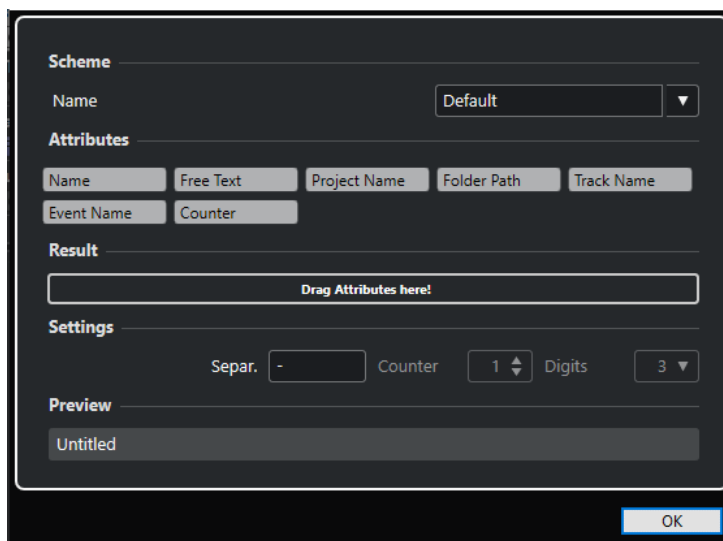 Scheme
Name Default
Attributes
Name Free Text Project Name Folder Path Track Name
Event Name Counter
Result
Drag Attributes here!
Settings
Separ. - Counter 1 Digits 3
Preview
Untitled
OK